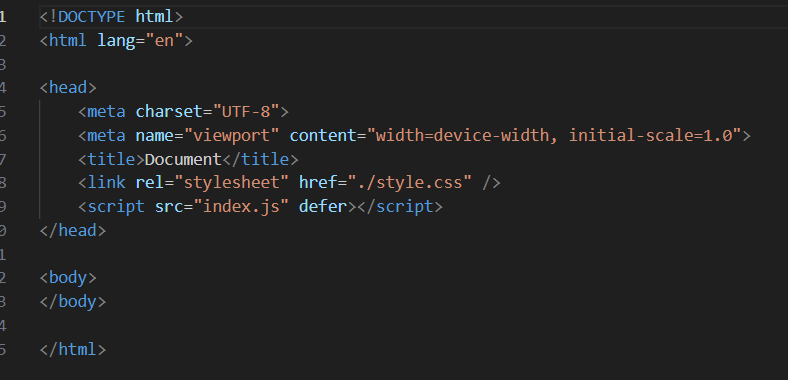 1 <!DOCTYPE html>
2 <html lang="en">
3
4 <head>
5     <meta charset="UTF-8">
6     <meta name="viewport" content="width=device-width, initial-scale=1.0">
7     <title>Document</title>
8     <link rel="stylesheet" href="./style.css" />
9     <script src="index.js" defer></script>
0 </head>
1
2 <body>
3 </body>
4
5 </html>